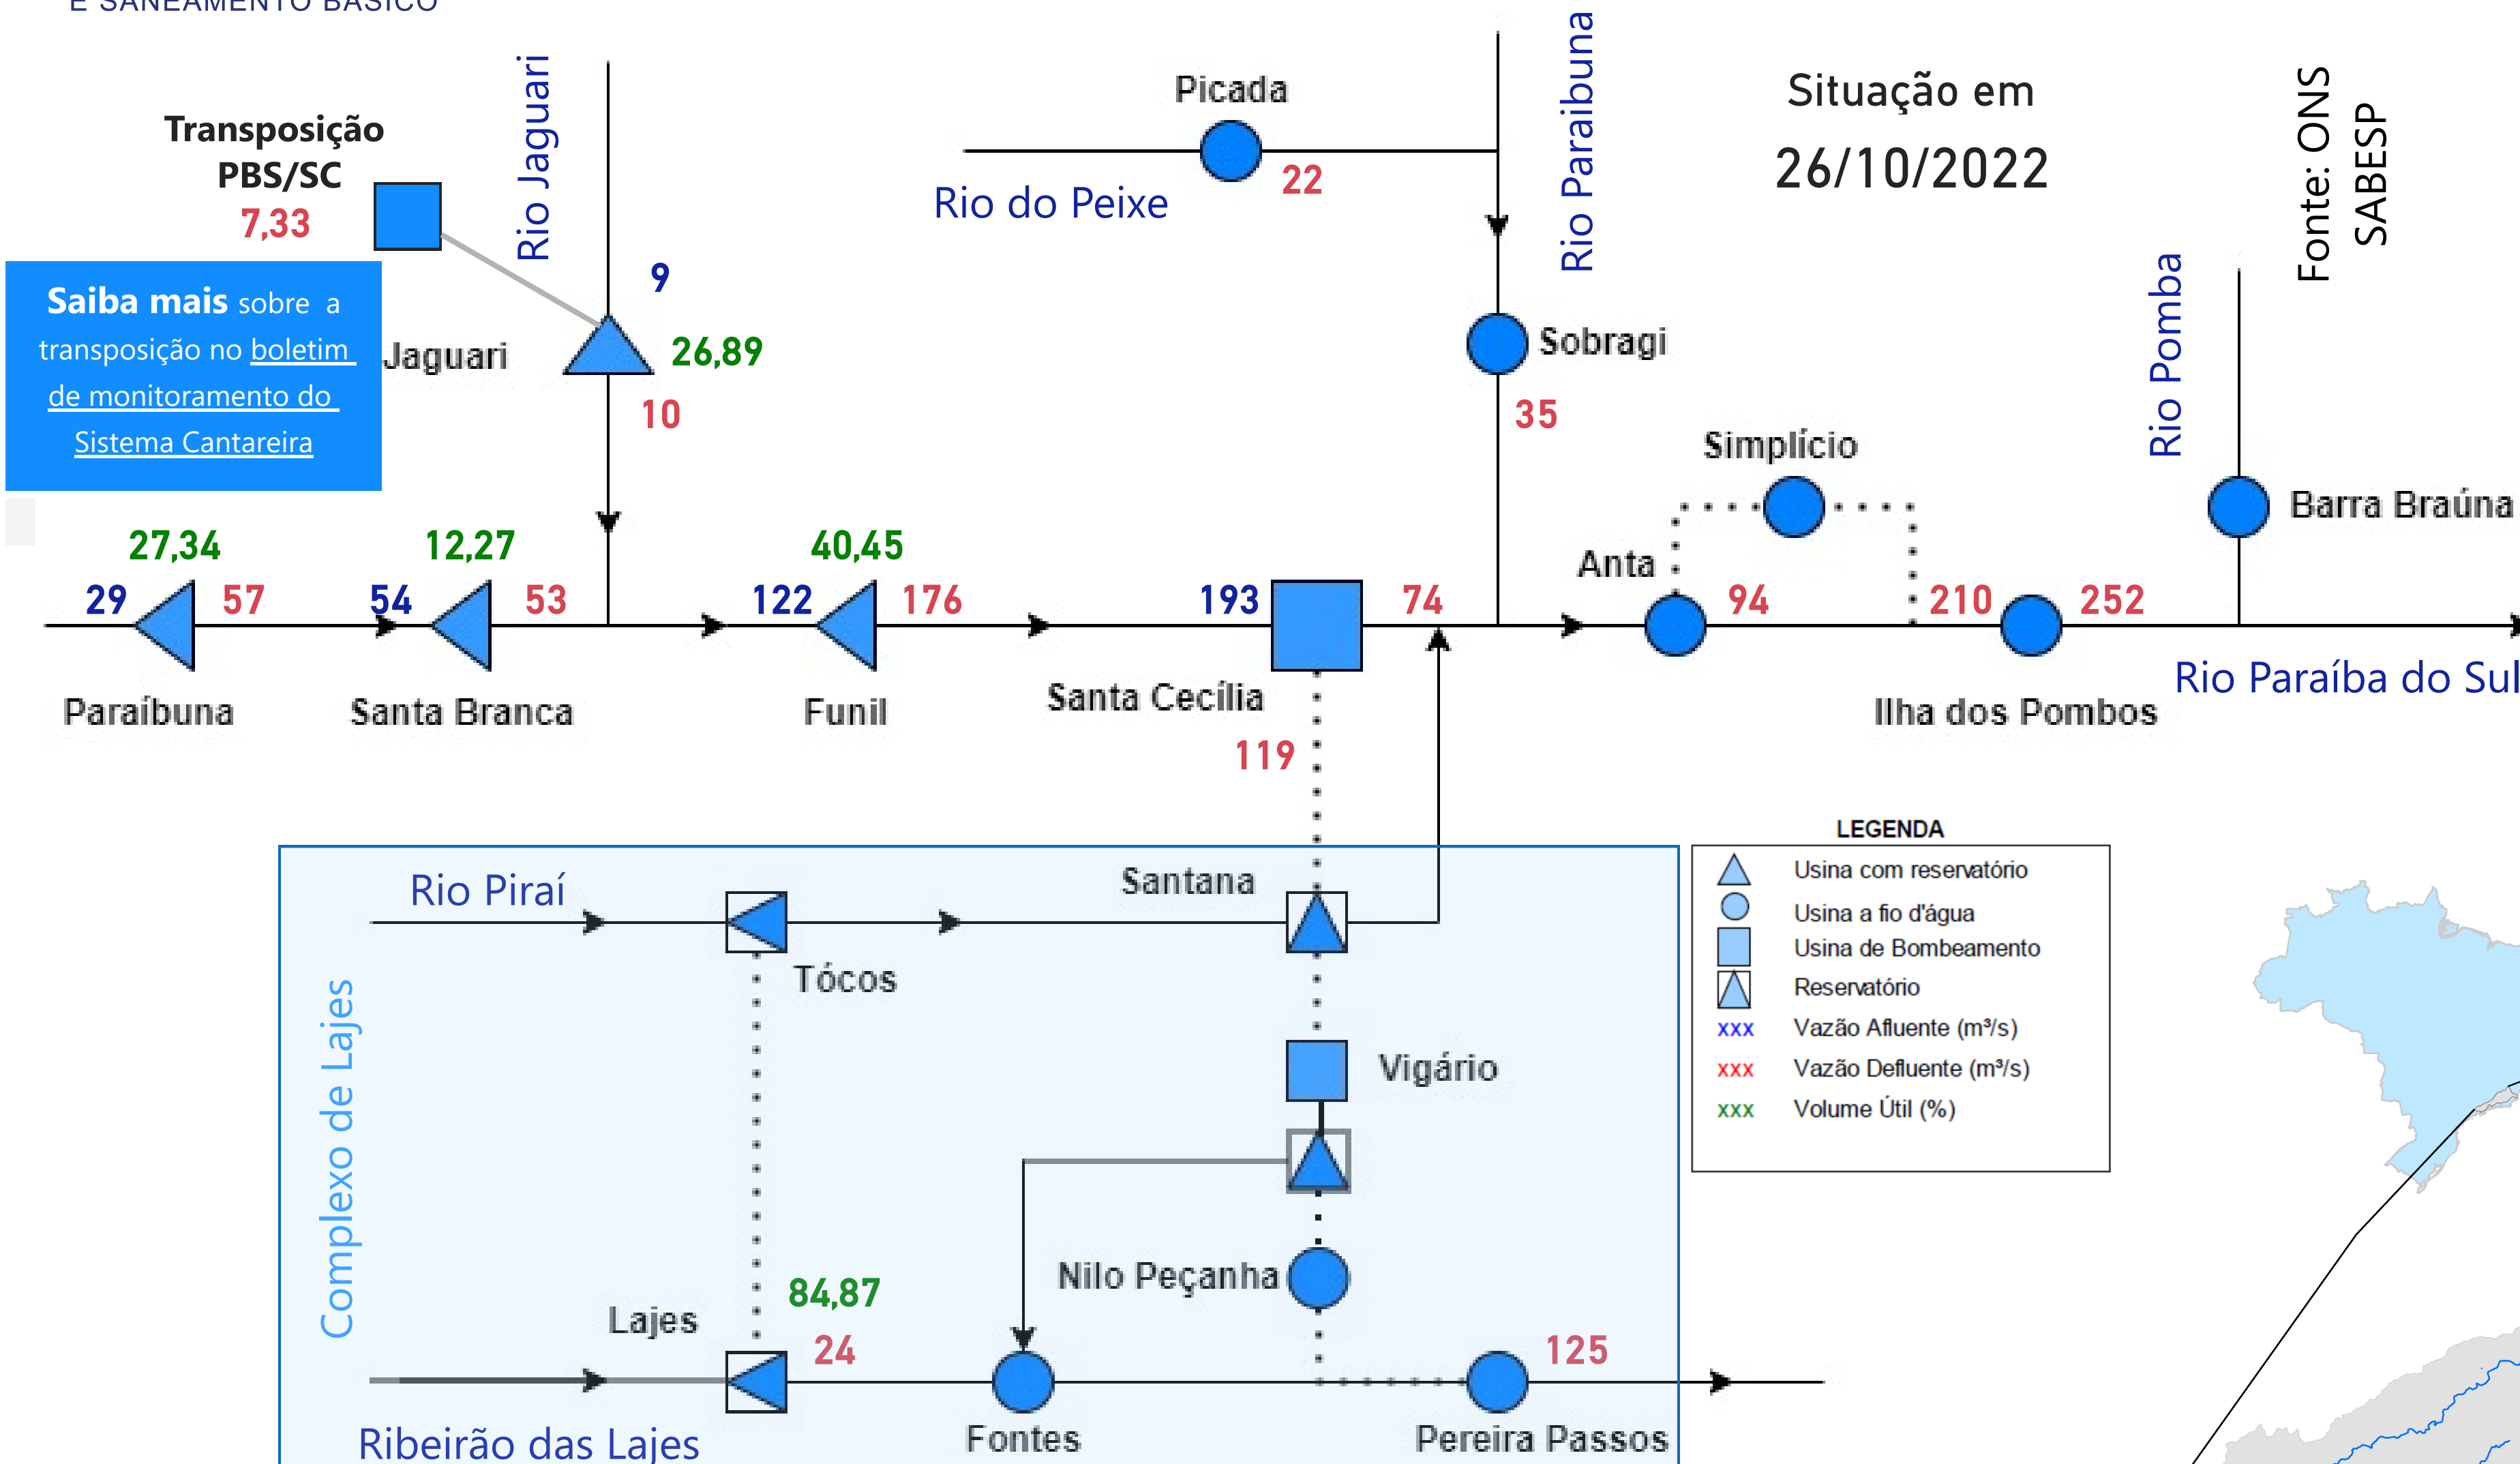 E SANEAMENTO BÁSICO
Transposição
PBS/SC
7,33
Saiba mais sobre a
transposição no boletim
de monitoramento do
Sistema Cantareira
Rio Jaguari
9
Jaguari
26,89
10
Picada
22
Rio do Peixe
Rio Paraibuna
Sobragi
35
Situação em
26/10/2022
Fonte: ONS
SABESP
Rio Pomba
Barra Braúna
Simplício
Anta
27,34
29
57
Paraíbuna
12,27
54
53
Santa Branca
40,45
122
176
Funil
193
74
Santa Cecília
119
94
210
252
Ilha dos Pombos
Rio Paraíba do Sul
Complexo de Lajes
Rio Piraí
Tócos
Santana
Vigário
Nilo Peçanha
Lajes
84,87
24
Ribeirão das Lajes
Fontes
125
Pereira Passos
LEGENDA
Usina com reservatório
Usina a fio d'água
Usina de Bombeamento
Reservatório
xxx Vazão Afluente (m³/s)
xxx Vazão Defluente (m³/s)
xxx Volume Útil (%)